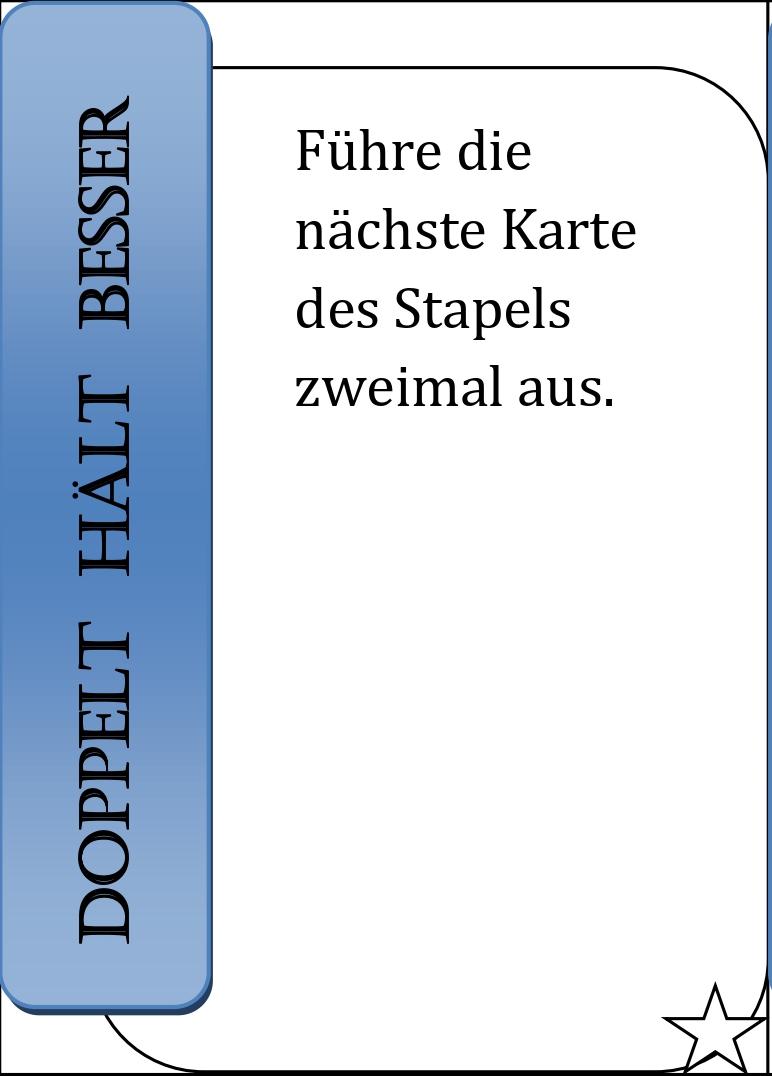 DOPPELT HÄLT BESSER
Führe die
nächste Karte
des Stapels
zweimal aus.